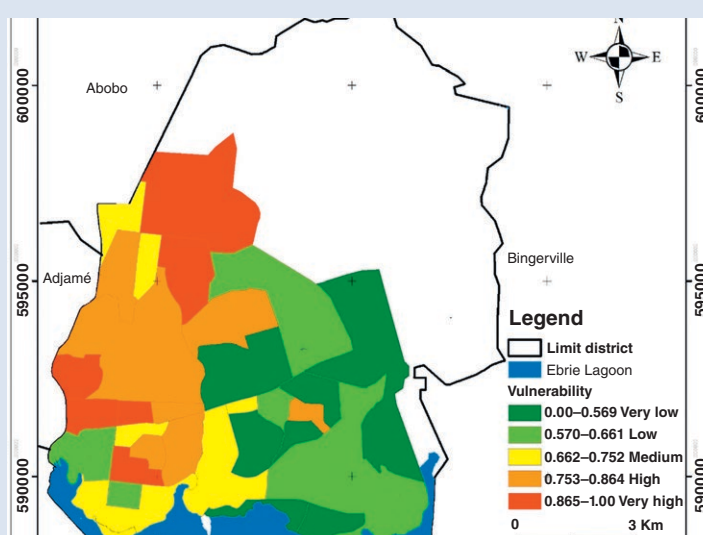 N
W E
S
600000
600000
Abobo
Adjamé
Bingerville
595000
595000
Legend
Limit district
Ebrie Lagoon
Vulnerability
0.00–0.569 Very low
0.570–0.661 Low
0.662–0.752 Medium
0.753–0.864 High
0.865–1.00 Very high
0 3 Km
590000
590000